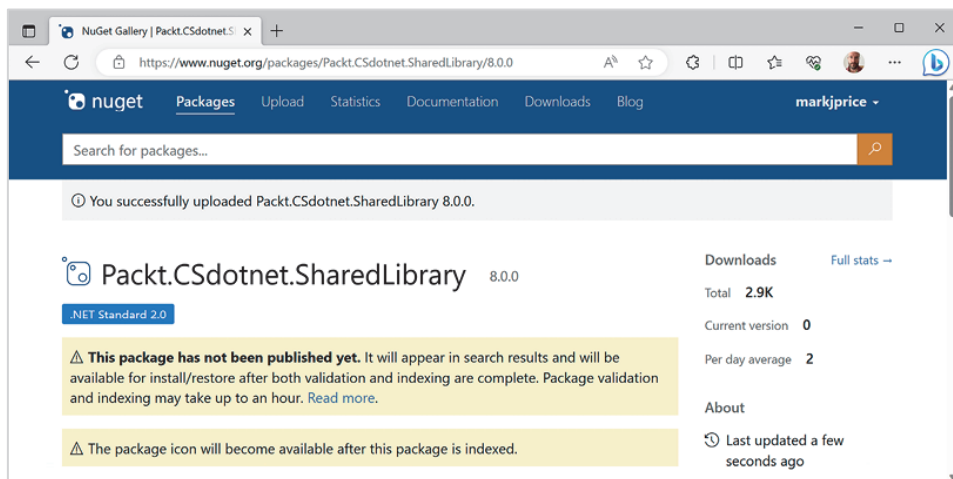 NuGet Gallery | Packt.CSdotnet.S
https://www.nuget.org/packages/Packt.CSdotnet.SharedLibrary/8.0.0
nuget Packages Upload Statistics Documentation Downloads Blog markjprice
Search for packages...
You successfully uploaded Packt.CSdotnet.SharedLibrary 8.0.0.
Packt.CSdotnet.SharedLibrary 8.0.0
.NET Standard 2.0
This package has not been published yet. It will appear in search results and will be
available for install/restore after both validation and indexing are complete. Package validation
and indexing may take up to an hour. Read more.
The package icon will become available after this package is indexed.
Downloads Full stats →
Total 2.9K
Current version 0
Per day average 2
About
Last updated a few
seconds ago